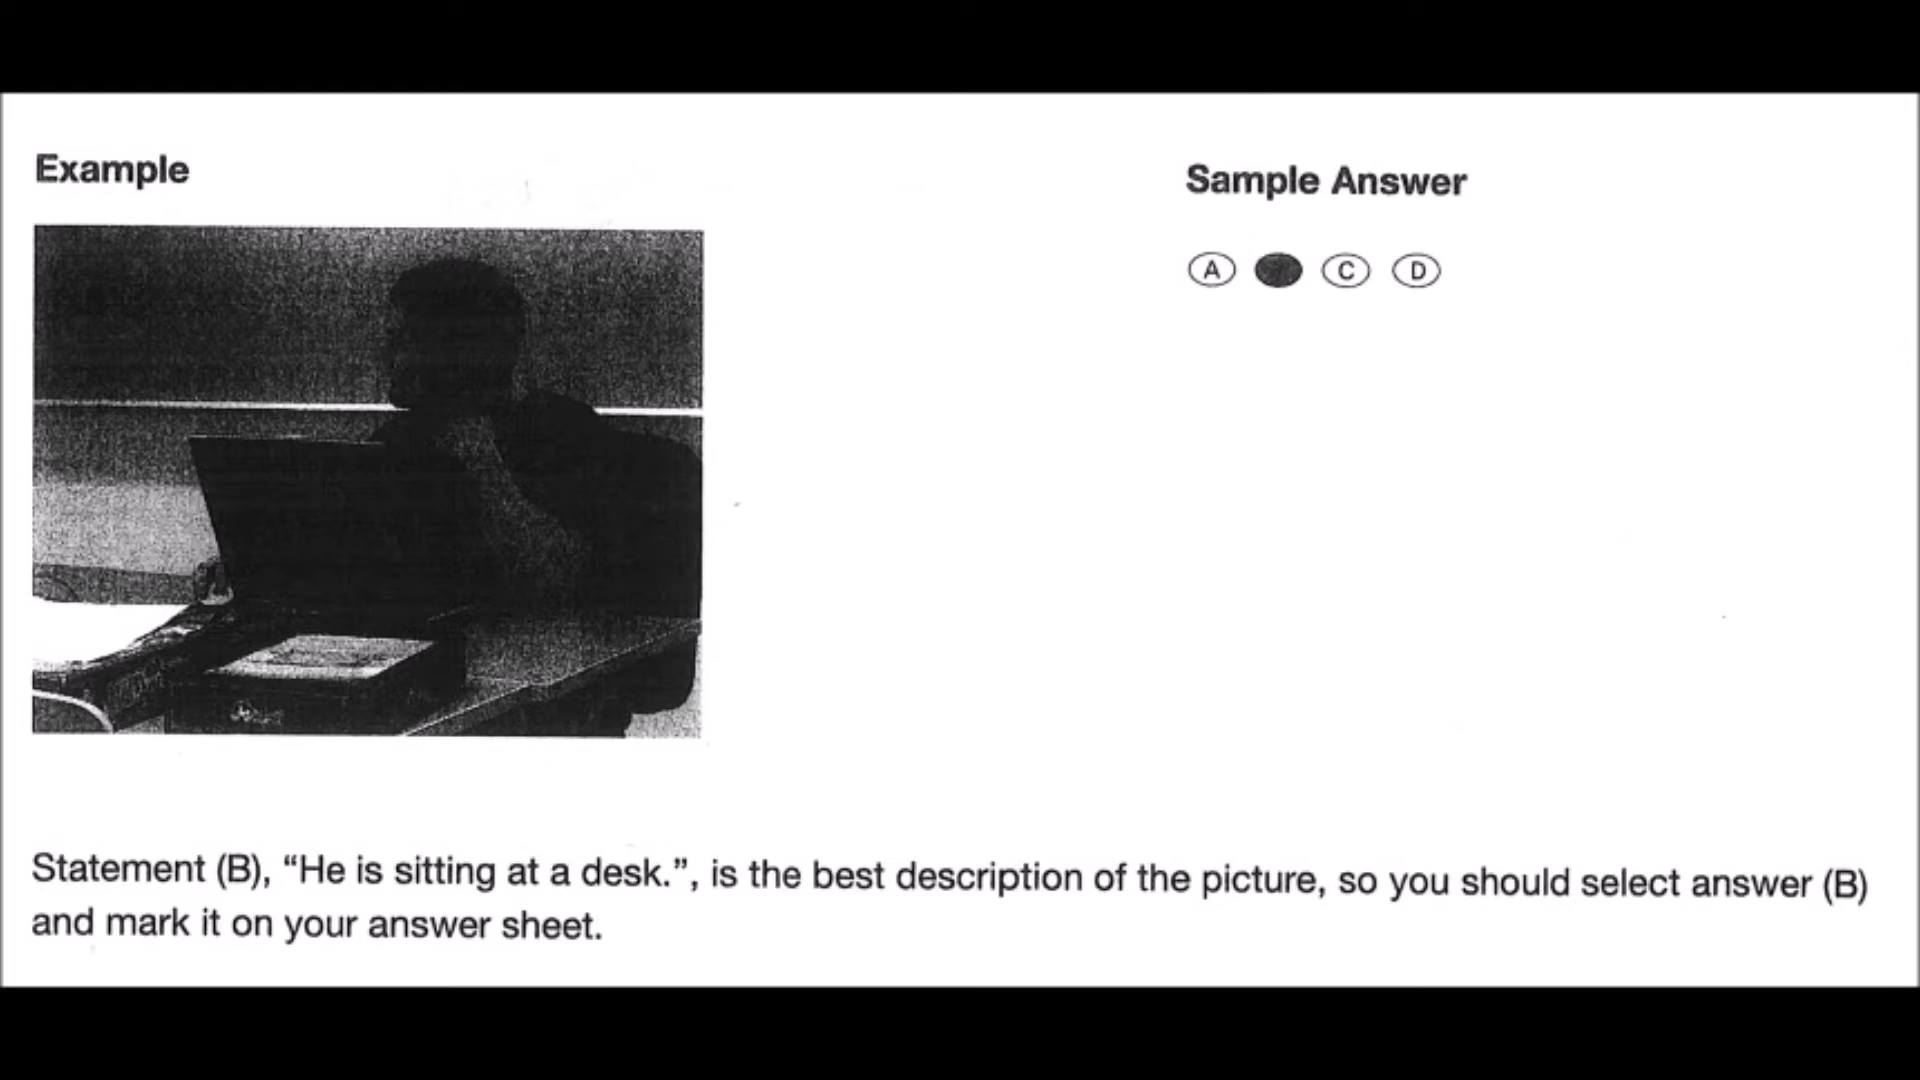 Example
Sample Answer
A C D
Statement (B), “He is sitting at a desk.”, is the best description of the picture, so you should select answer (B)
and mark it on your answer sheet.